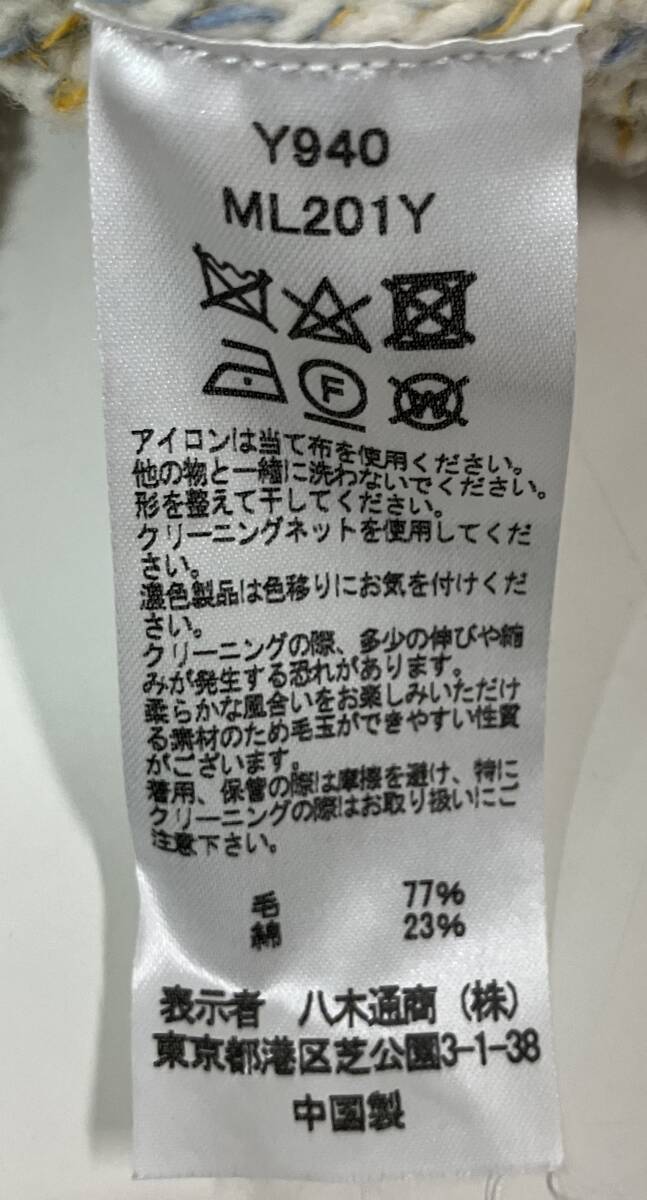 Y940
ML201Y
F
W
アイロンは当て布を使用ください。
他の物と一緒に洗わないでください。
形を整えて干してください。
クリーニングネットを使用してくだ
さい。
濃色製品は色移りにお気を付けくだ
さい。
クリーニングの際、多少の伸びや縮
みが発生する恐れがあります。
柔らかな風合いをお楽しみいただけ
る素材のため毛玉ができやすい性質
がございます。
着用、保管の際は摩擦を避け、特に
クリーニングの際はお取り扱いにご
注意下さい。
毛 77%
綿 23%
表示者 八木通商（株）
東京都港区芝公園3-1-38
中国製